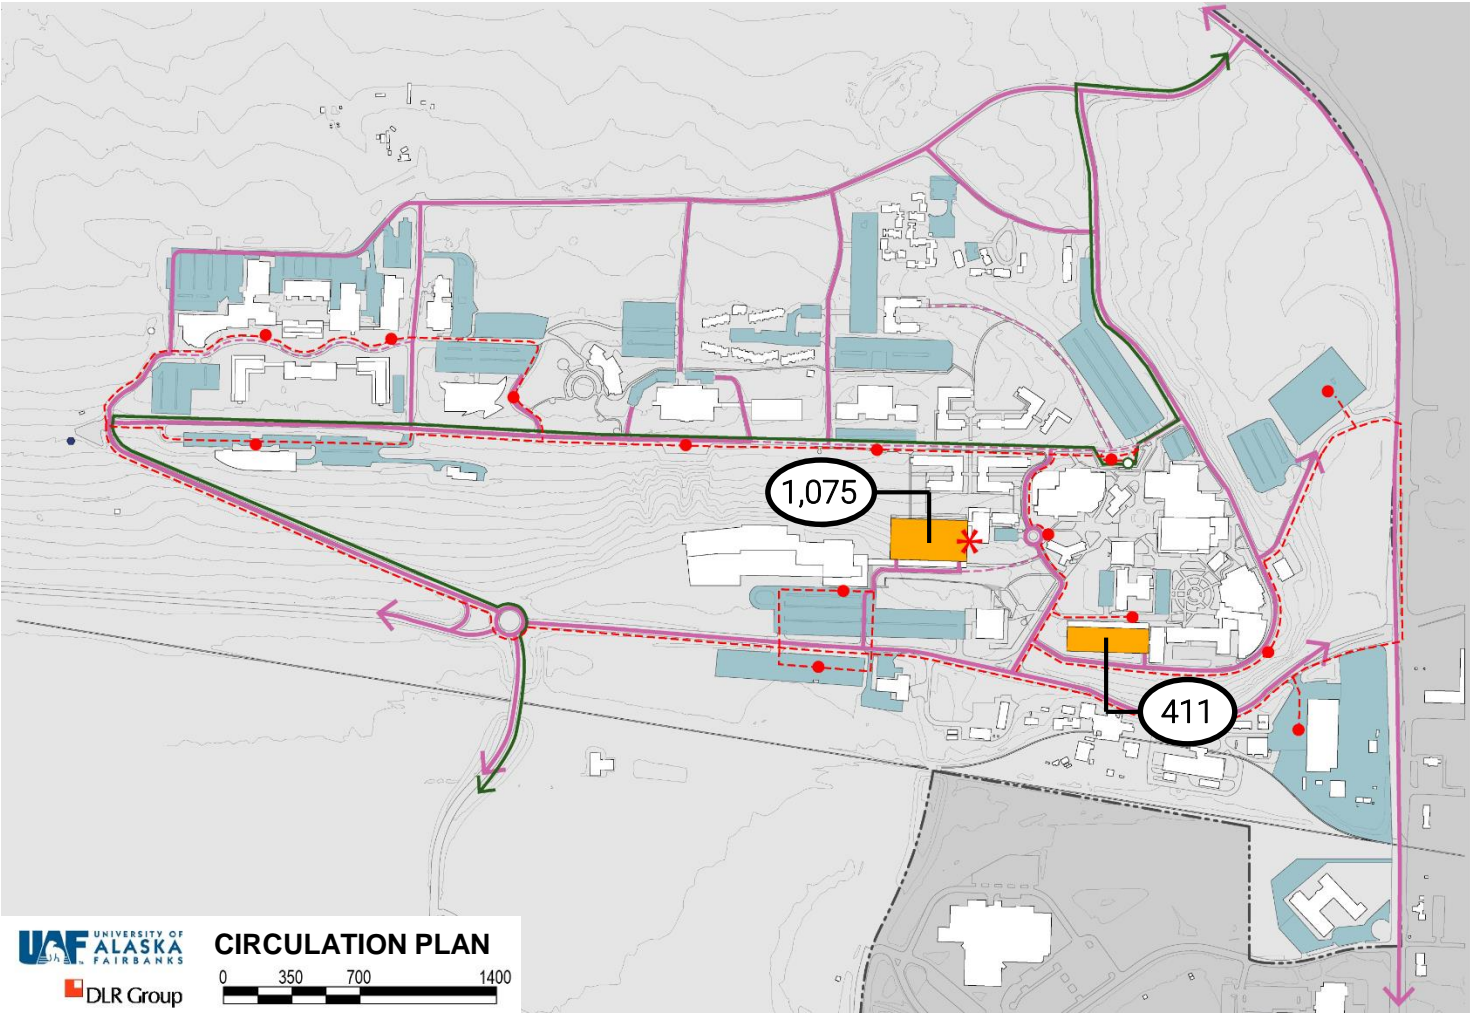 1,075
411
UAF
UNIVERSITY OF
ALASKA
FAIRBANKS
DLR Group
CIRCULATION PLAN
0 350 700 1400